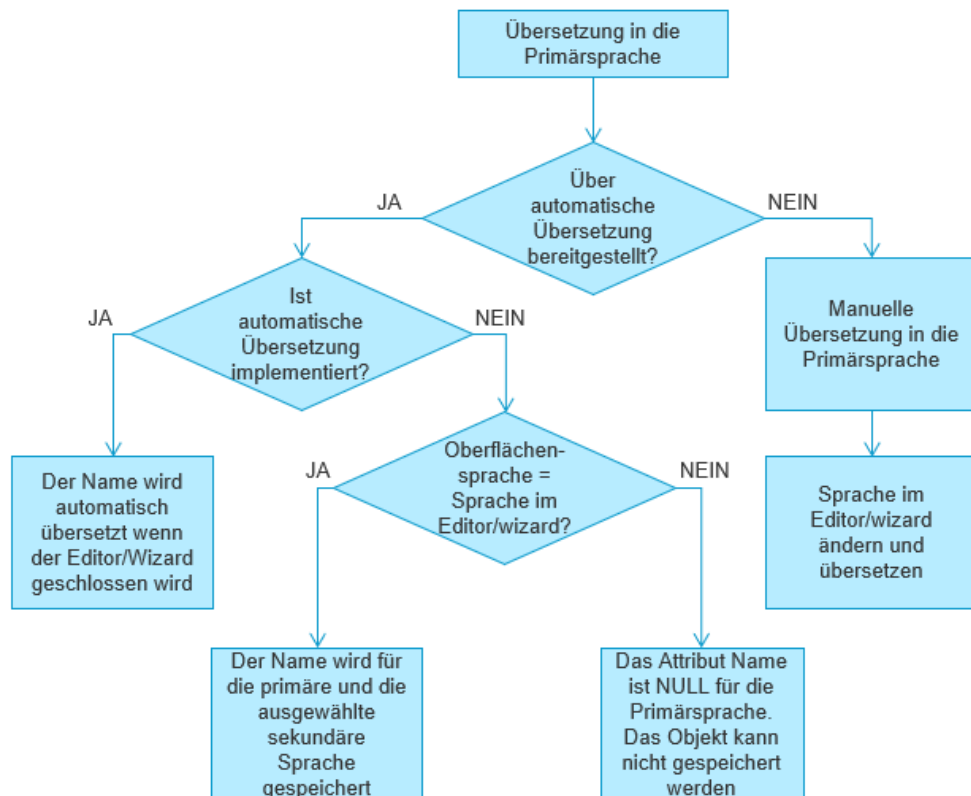 Übersetzung in die
Primärsprache
Über
automatische
Übersetzung
bereitgestellt?
JA
NEIN
Ist
automatische
Übersetzung
implementiert?
JA
NEIN
Manuelle
Übersetzung in die
Primärsprache
Oberflächen-
sprache =
Sprache im
Editor/wizard?
JA
NEIN
Der Name wird
automatisch
übersetzt wenn
der Editor/Wizard
geschlossen wird
Sprache im
Editor/wizard
ändern und
übersetzen
Der Name wird für
die primäre und die
ausgewählte
sekundäre
Sprache
gespeichert
Das Attribut Name
ist NULL für die
Primärsprache.
Das Objekt kann
nicht gespeichert
werden